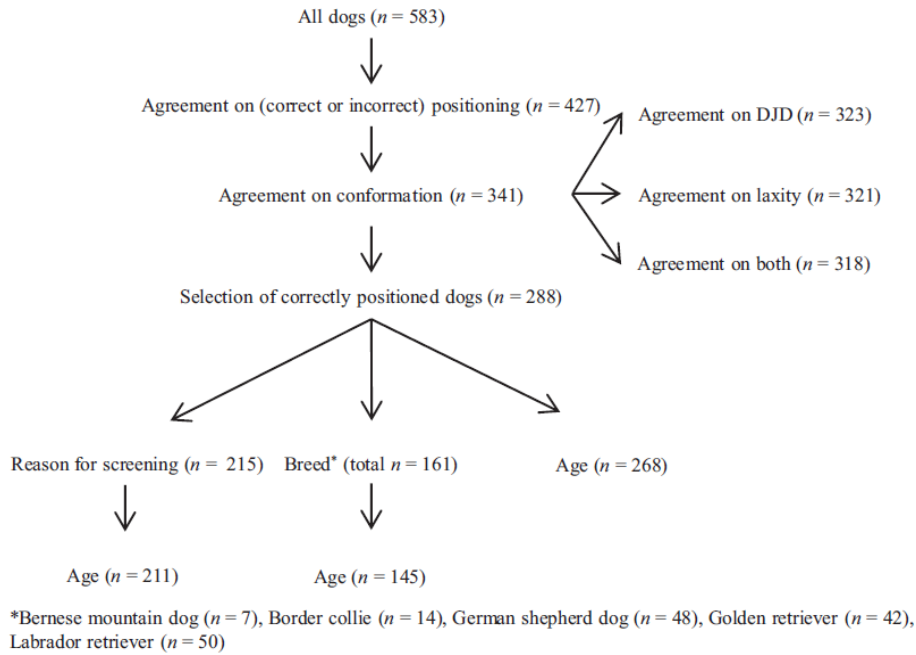 All dogs (n = 583)
Agreement on (correct or incorrect) positioning (n = 427)
Agreement on DJD (n = 323)
Agreement on conformation (n = 341)
Agreement on laxity (n = 321)
Agreement on both (n = 318)
Selection of correctly positioned dogs (n = 288)
Reason for screening (n = 215)
Breed* (total n = 161)
Age (n = 268)
Age (n = 211)
Age (n = 145)
*Bernese mountain dog (n = 7), Border collie (n = 14), German shepherd dog (n = 48), Golden retriever (n = 42),
Labrador retriever (n = 50)